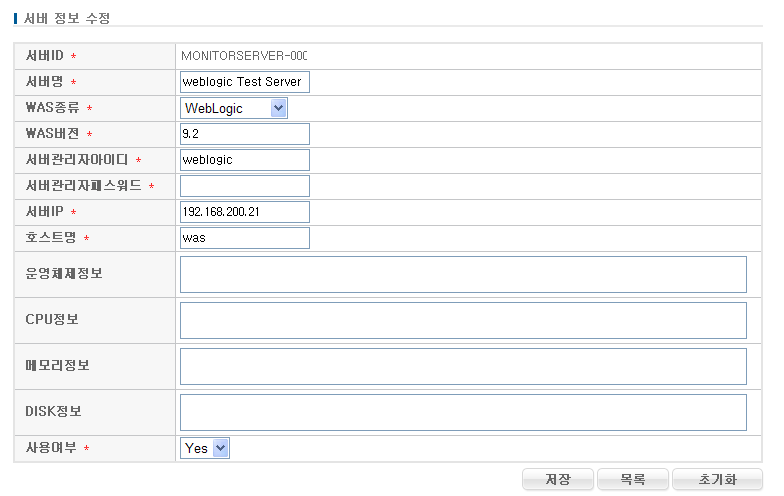 서버 정보 수정
서버ID * MONITORSERVER-000
서버명 * weblogic Test Server
WAS종류 * WebLogic
WAS버젼 * 9.2
서버관리자아이디 * weblogic
서버관리자패스워드 *
서버IP * 192.168.200.21
호스트명 * was
운영체제정보
CPU정보
메모리정보
DISK정보
사용여부 * Yes
저장 목록 초기화